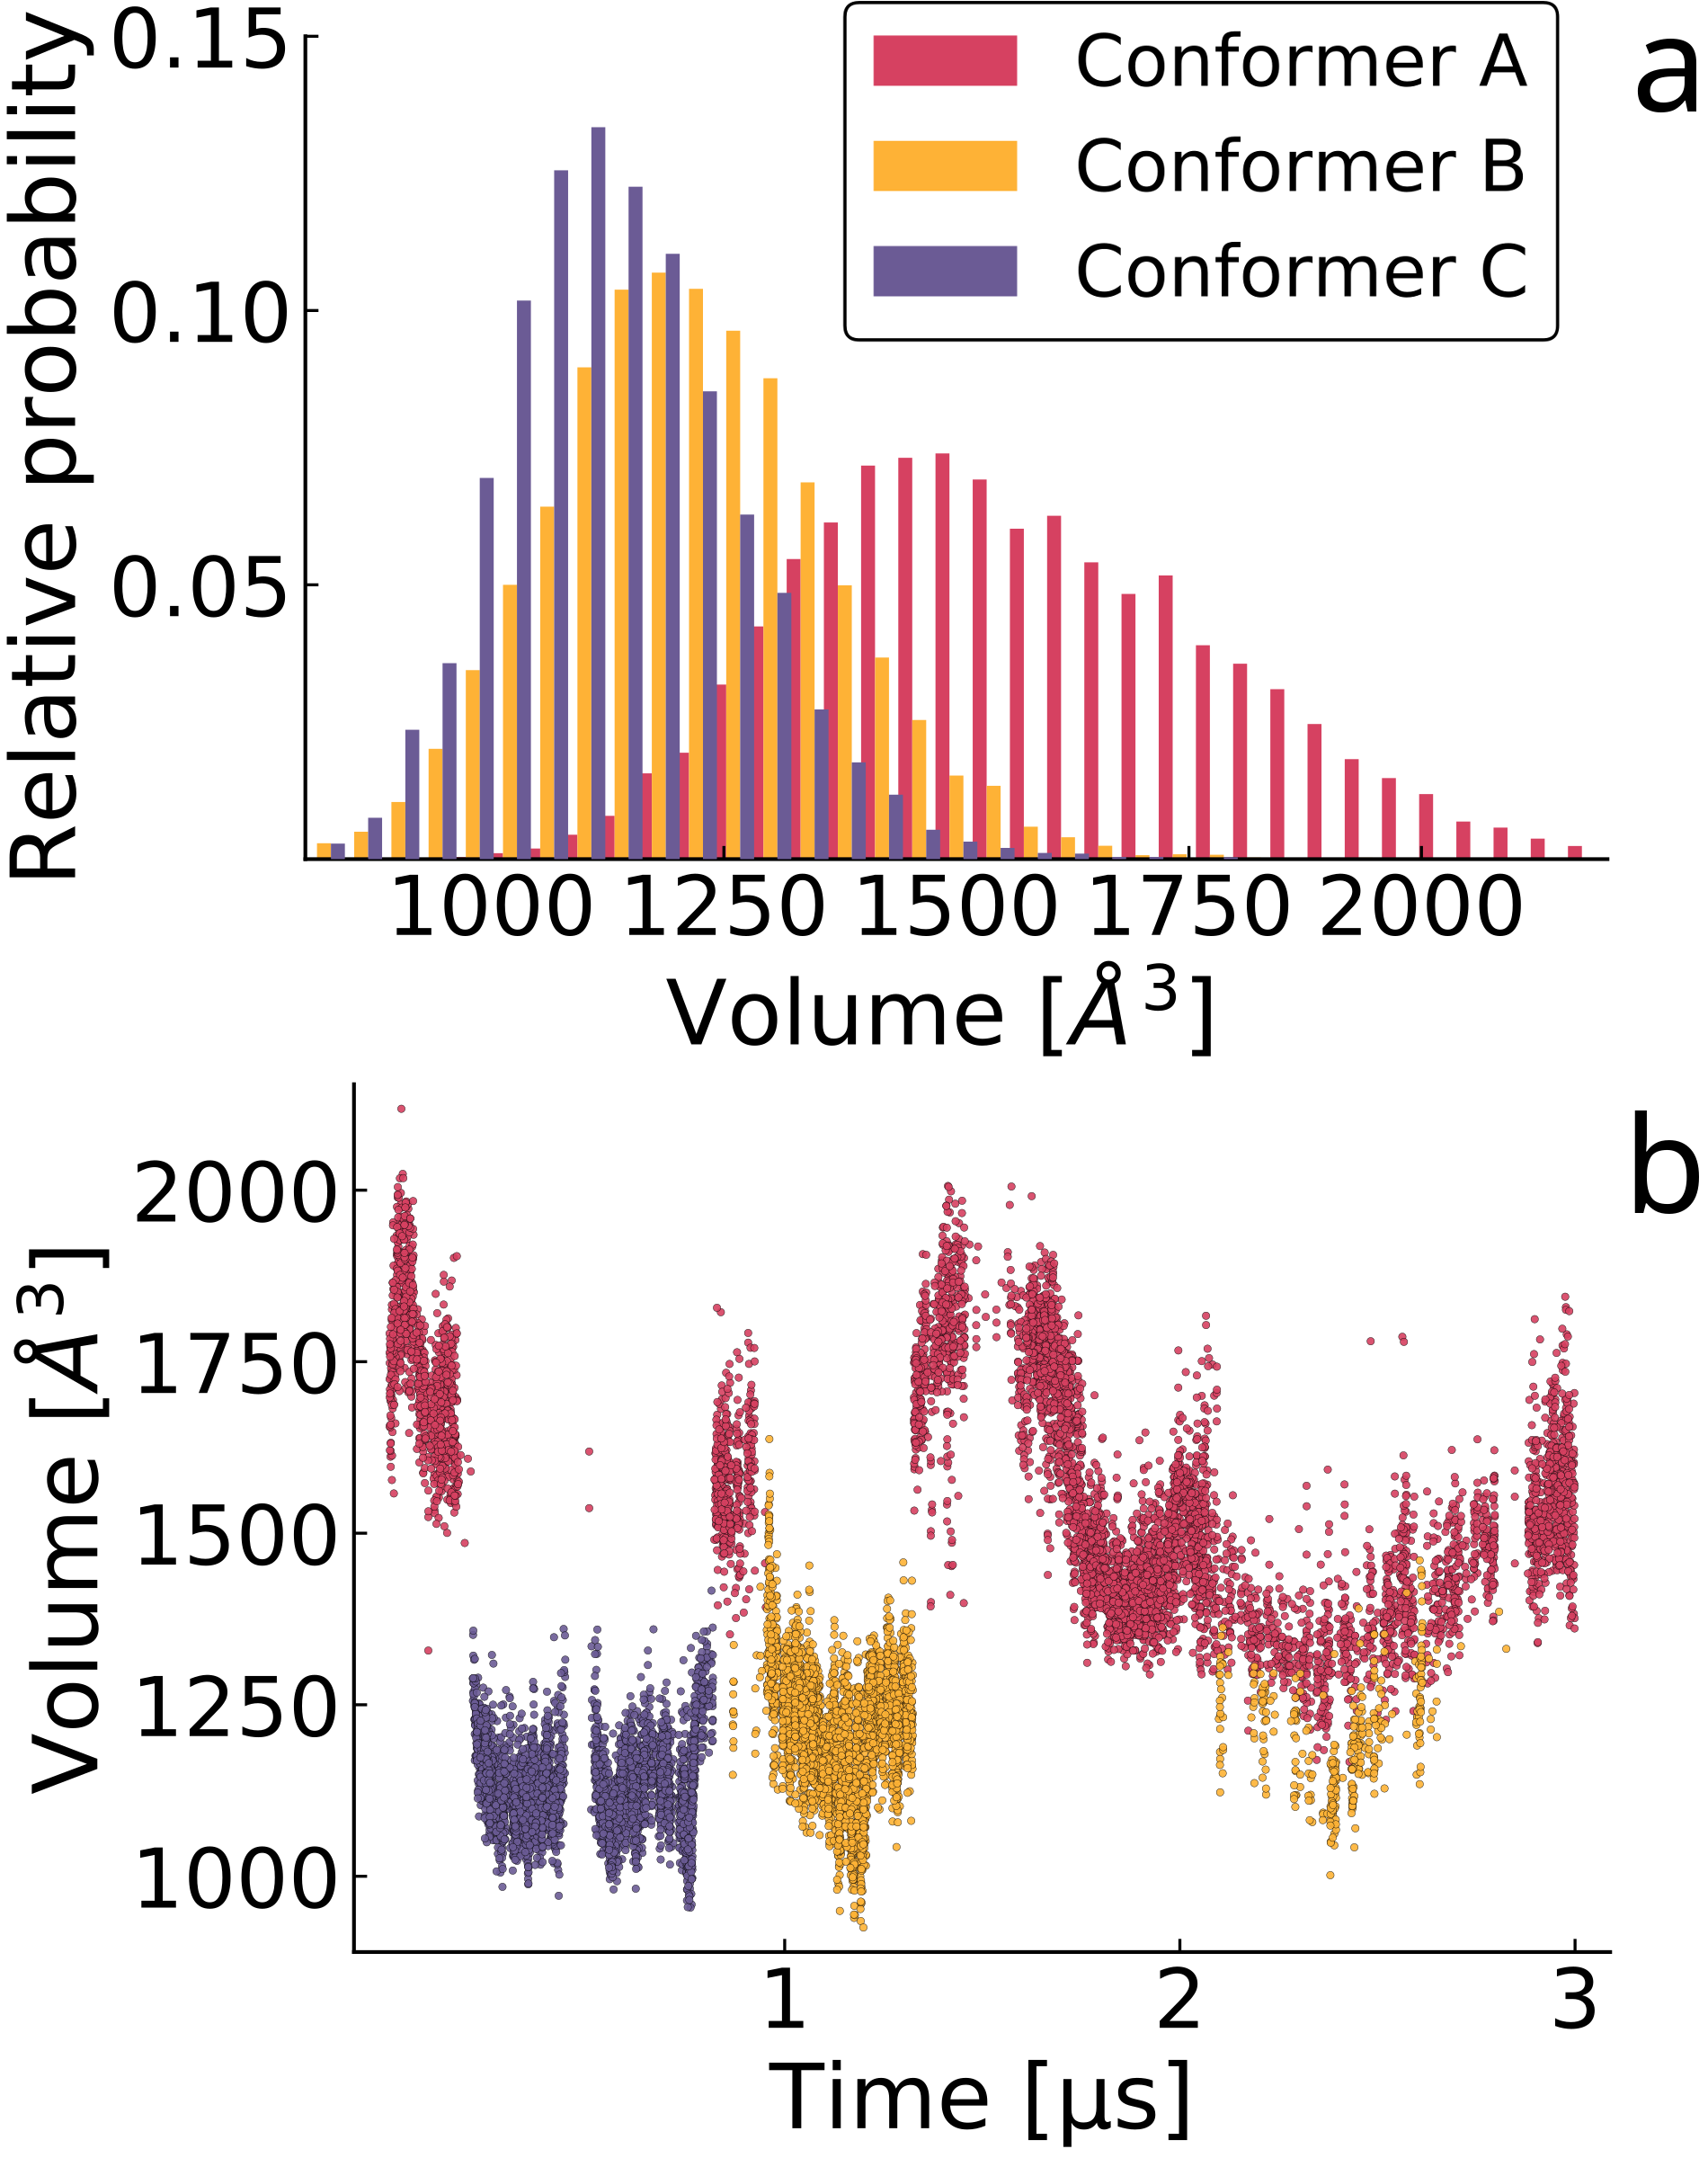 a
Conformer A
Conformer B
Conformer C
Relative probability
0.15
0.10
0.05
1000 1250 1500 1750 2000
Volume [Å³]
b
Volume [Å³]
2000
1750
1500
1250
1000
1 2 3
Time [μs]